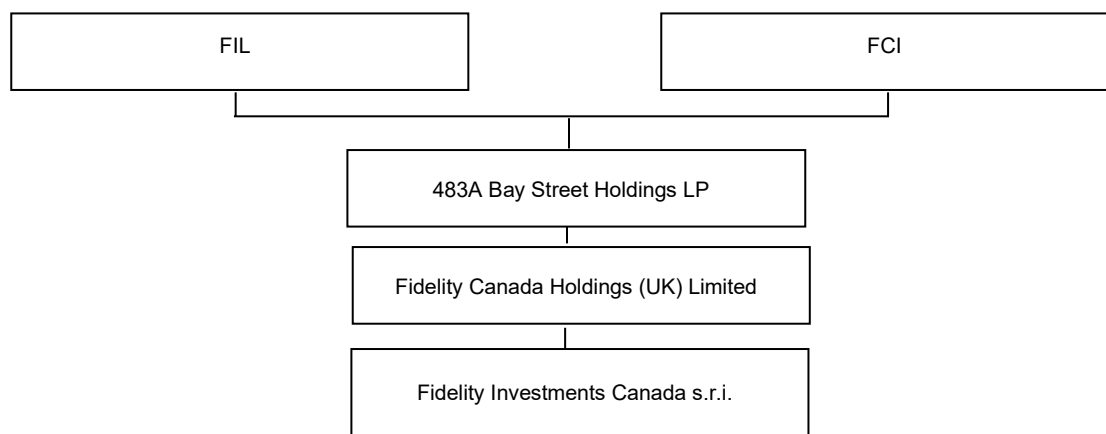 FIL
FCI
483A Bay Street Holdings LP
Fidelity Canada Holdings (UK) Limited
Fidelity Investments Canada s.r.i.